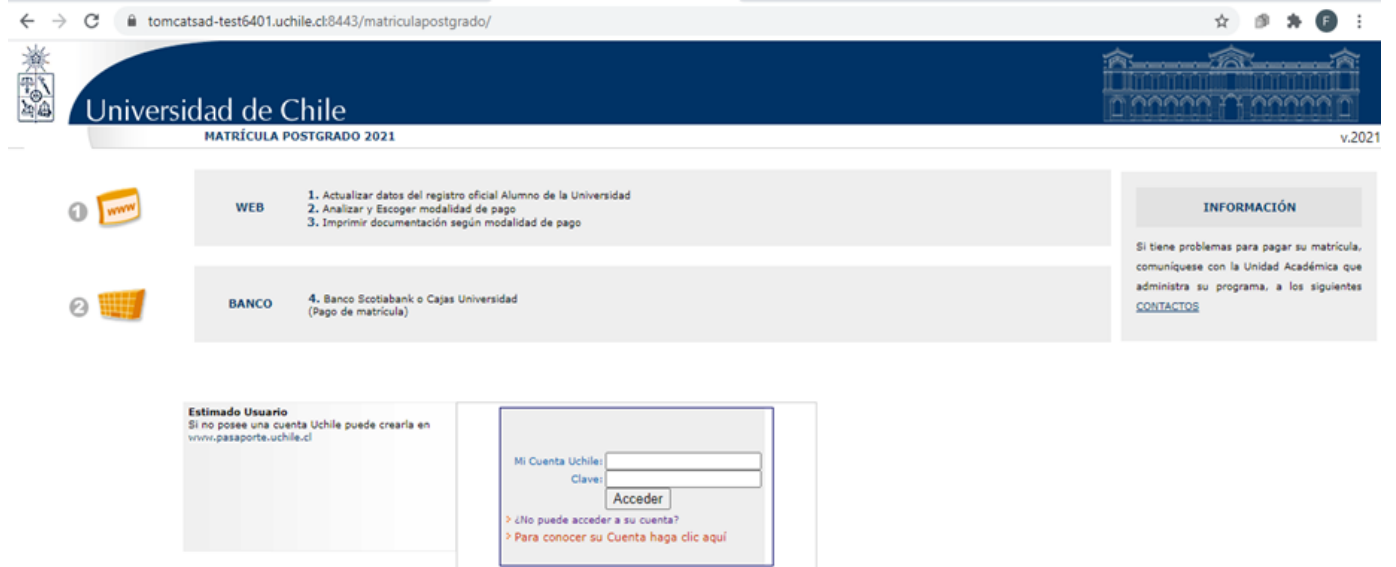 tomcatsad-test6401.uchile.cl:8443/matriculapostgrado/
F
Universidad de Chile
MATRÍCULA POSTGRADO 2021
v.2021
1
www
WEB
1. Actualizar datos del registro oficial Alumno de la Universidad
2. Analizar y Escoger modalidad de pago
3. Imprimir documentación según modalidad de pago
2
BANCO
4. Banco Scotiabank o Cajas Universidad
(Pago de matricula)
INFORMACIÓN
Si tiene problemas para pagar su matrícula,
comuníquese con la Unidad Académica que
administra su programa, a los siguientes
CONTACTOS
Estimado Usuario
Si no posee una cuenta Uchile puede crearla en
www.pasaporte.uchile.cl
Mi Cuenta Uchile:
Clave:
Acceder
> ¿No puede acceder a su cuenta?
> Para conocer su Cuenta haga clic aquí